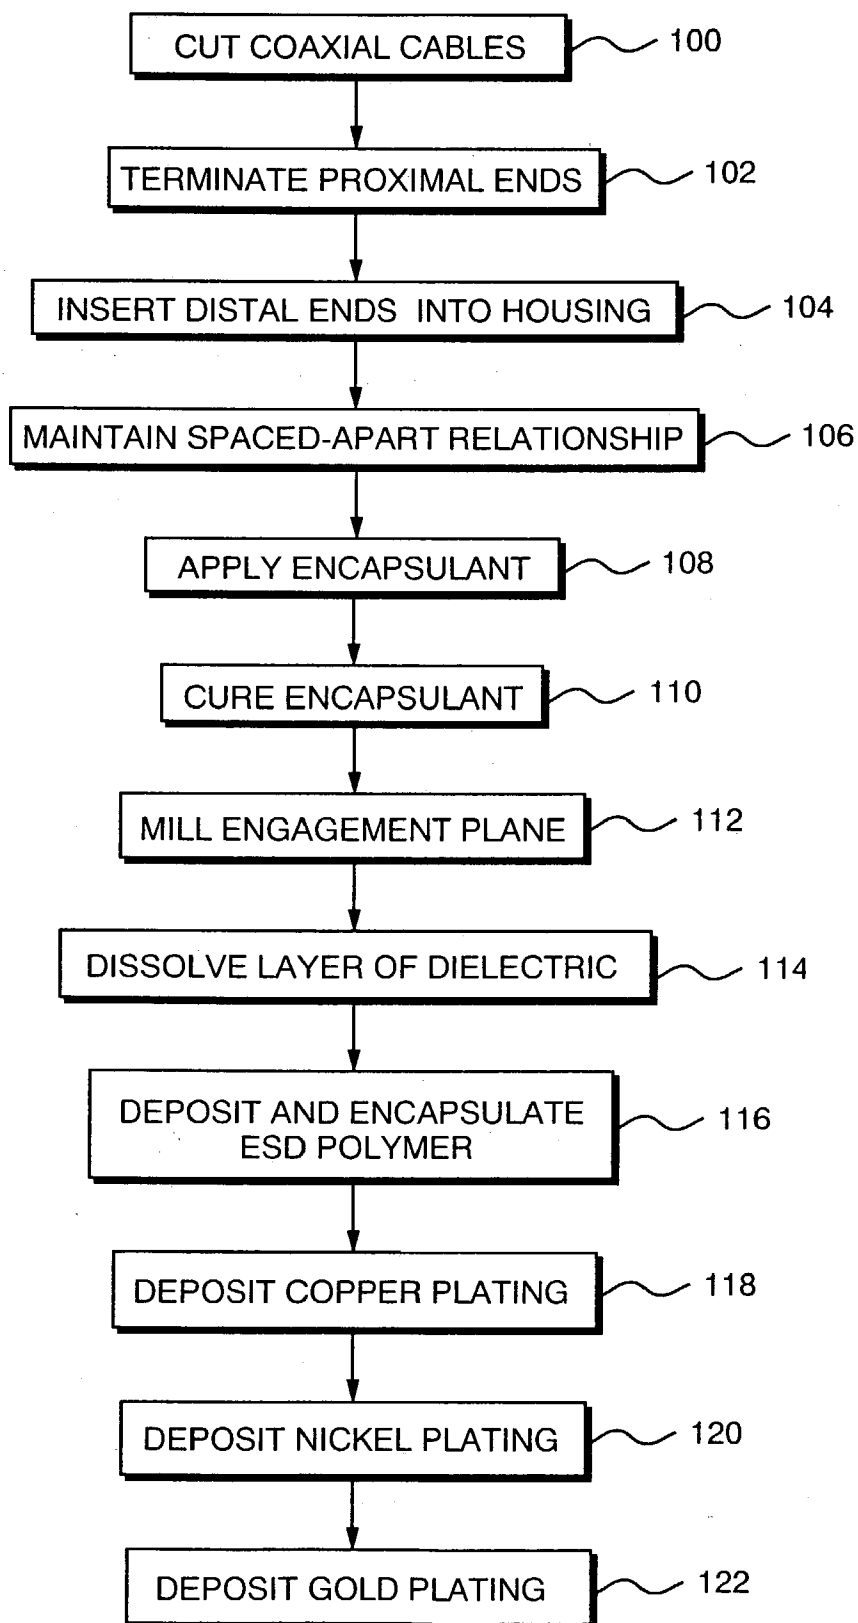 CUT COAXIAL CABLES 100
TERMINATE PROXIMAL ENDS 102
INSERT DISTAL ENDS INTO HOUSING 104
MAINTAIN SPACED-APART RELATIONSHIP 106
APPLY ENCAPSULANT 108
CURE ENCAPSULANT 110
MILL ENGAGEMENT PLANE 112
DISSOLVE LAYER OF DIELECTRIC 114
DEPOSIT AND ENCAPSULATE
ESD POLYMER 116
DEPOSIT COPPER PLATING 118
DEPOSIT NICKEL PLATING 120
DEPOSIT GOLD PLATING 122